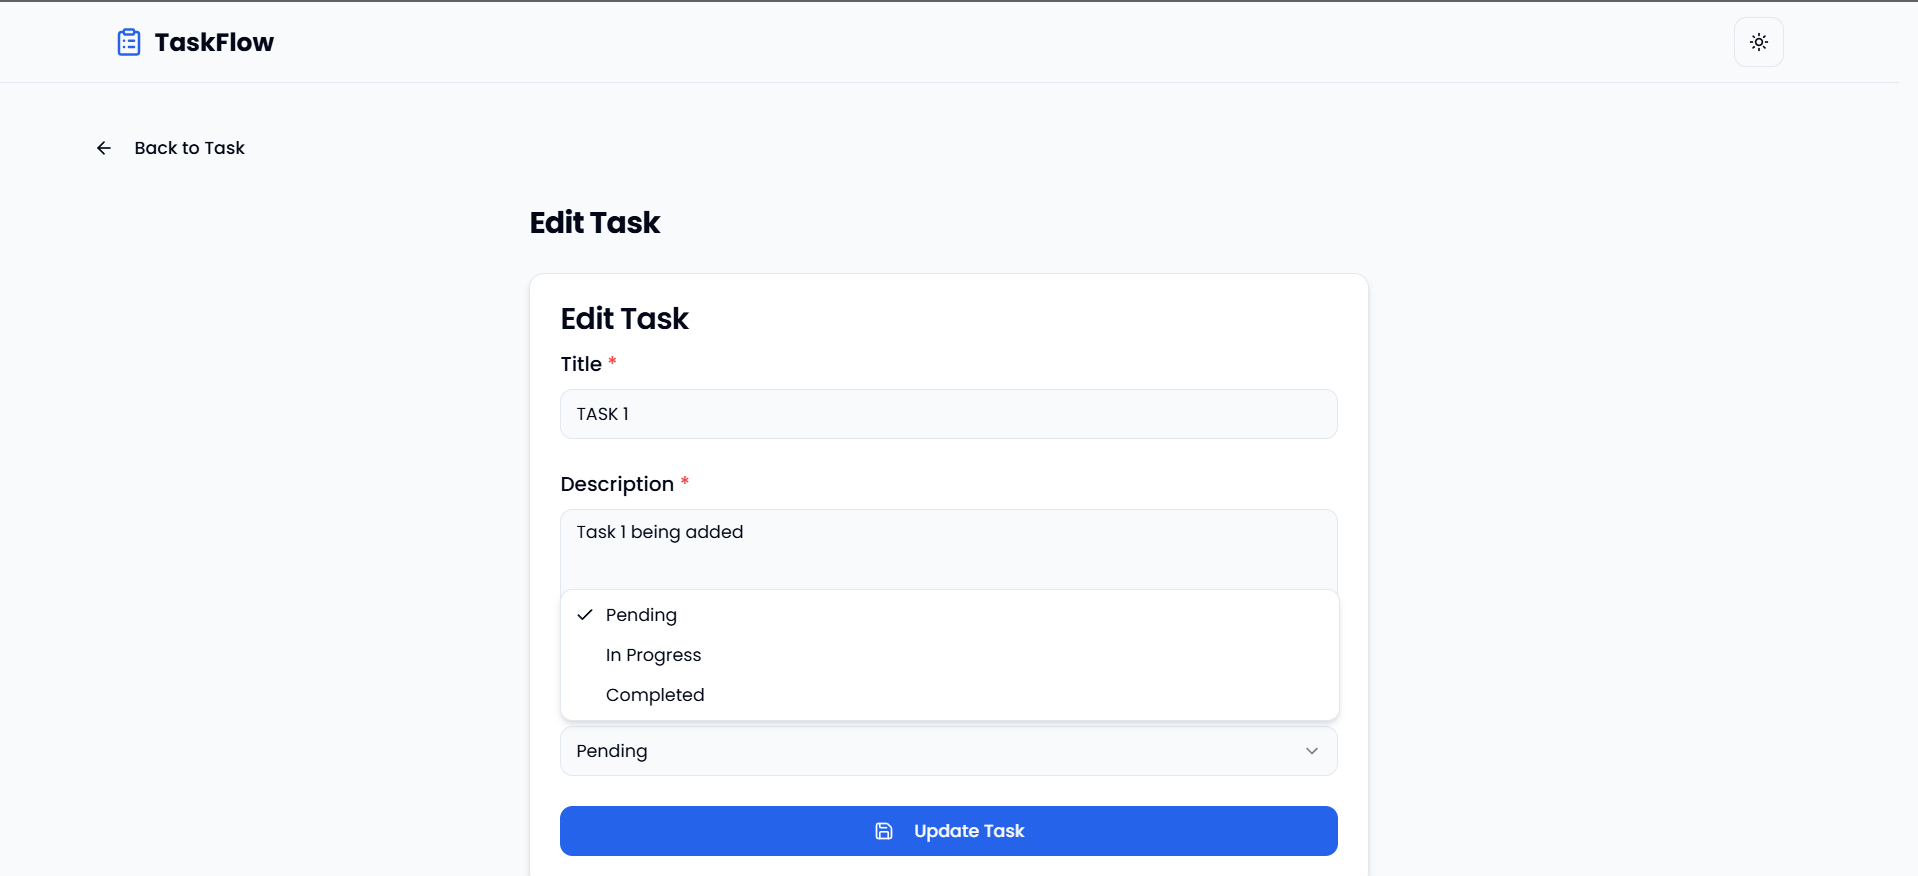 TaskFlow
Back to Task
Edit Task
Edit Task
Title *
TASK 1
Description *
Task 1 being added
Pending
In Progress
Completed
Pending
Update Task